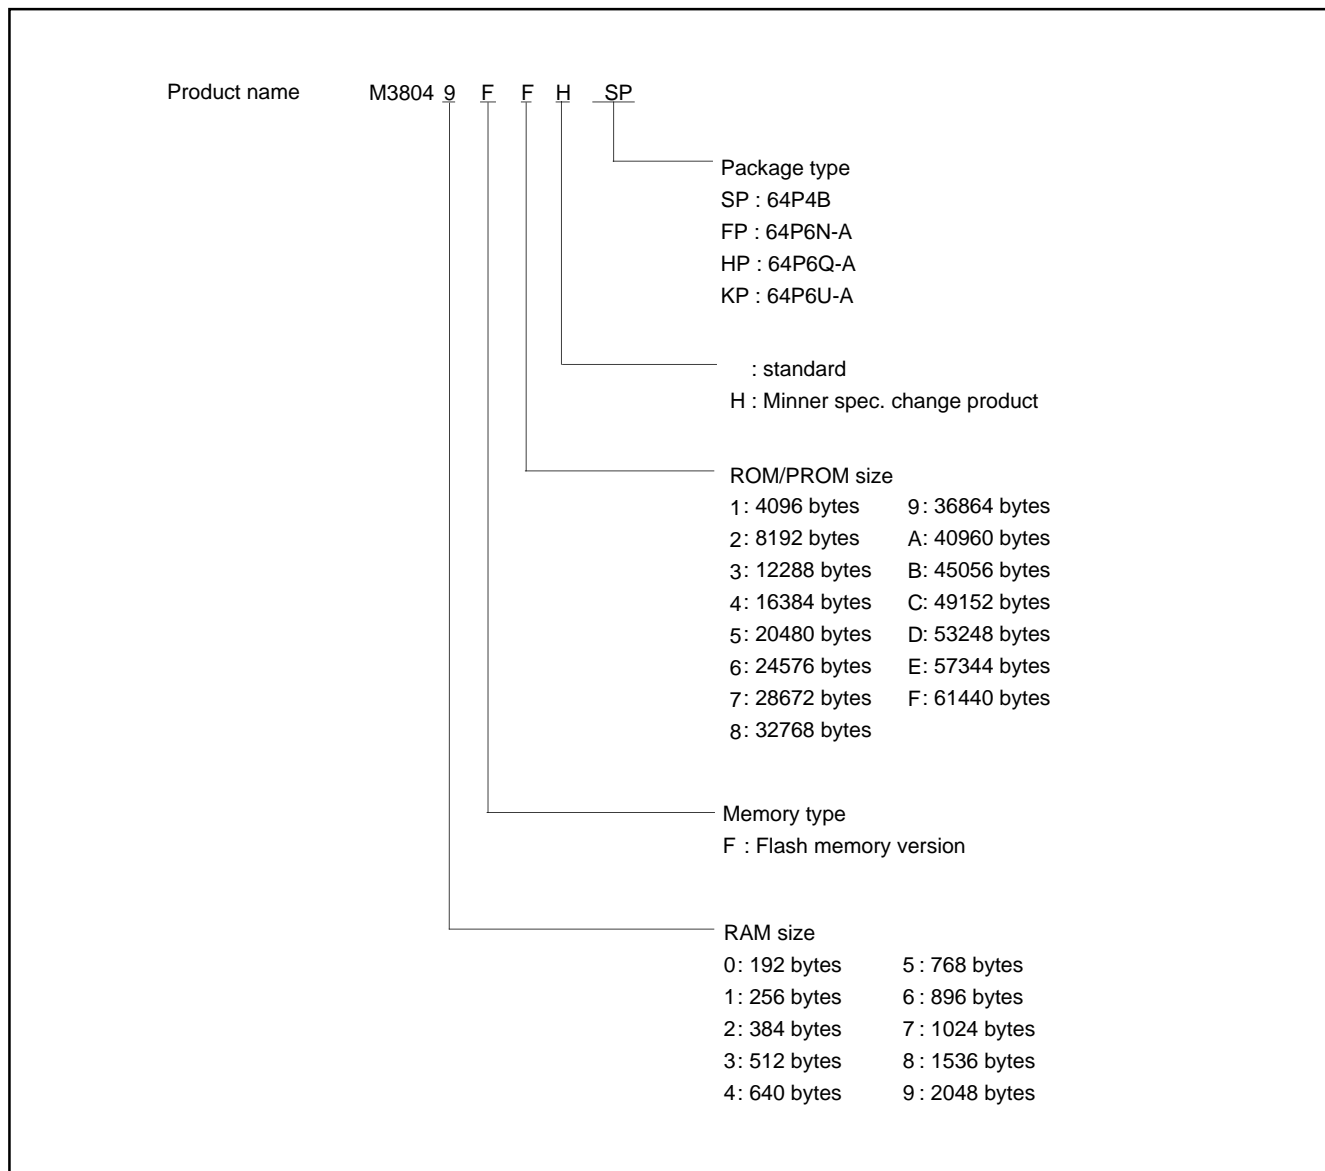 Product name M3804 9 F F H SP
Package type
SP : 64P4B
FP : 64P6N-A
HP : 64P6Q-A
KP : 64P6U-A
: standard
H : Minner spec. change product
ROM/PROM size
1: 4096 bytes 9: 36864 bytes
2: 8192 bytes A: 40960 bytes
3: 12288 bytes B: 45056 bytes
4: 16384 bytes C: 49152 bytes
5: 20480 bytes D: 53248 bytes
6: 24576 bytes E: 57344 bytes
7: 28672 bytes F: 61440 bytes
8: 32768 bytes
Memory type
F : Flash memory version
RAM size
0: 192 bytes 5 : 768 bytes
1: 256 bytes 6 : 896 bytes
2: 384 bytes 7 : 1024 bytes
3: 512 bytes 8 : 1536 bytes
4: 640 bytes 9 : 2048 bytes